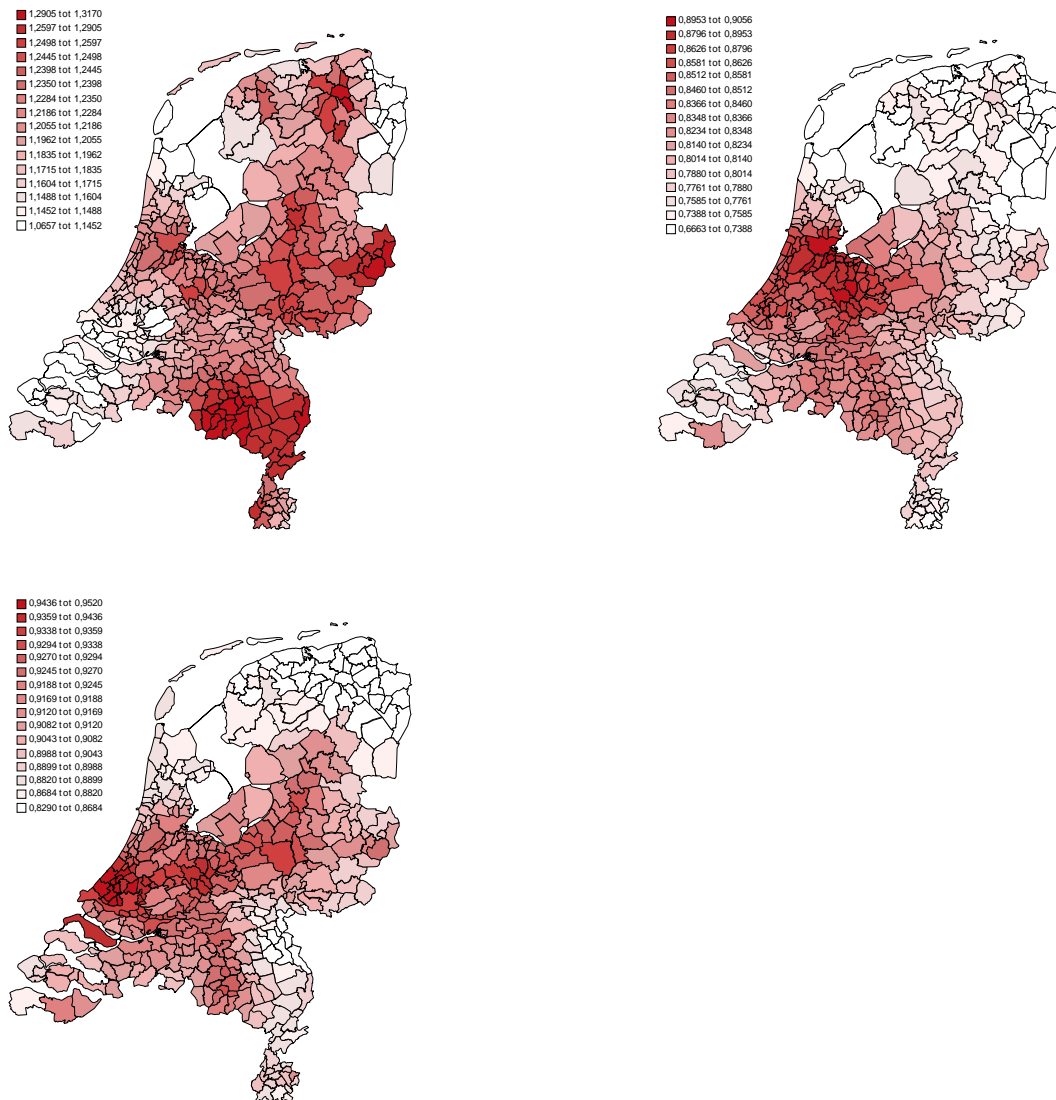 1,2905 tot 1,3170
1,2597 tot 1,2905
1,2498 tot 1,2597
1,2445 tot 1,2498
1,2398 tot 1,2445
1,2350 tot 1,2398
1,2284 tot 1,2350
1,2186 tot 1,2284
1,2055 tot 1,2186
1,1962 tot 1,2055
1,1835 tot 1,1962
1,1715 tot 1,1835
1,1604 tot 1,1715
1,1488 tot 1,1604
1,1452 tot 1,1488
1,0657 tot 1,1452
0,8953 tot 0,9056
0,8796 tot 0,8953
0,8626 tot 0,8796
0,8581 tot 0,8626
0,8512 tot 0,8581
0,8460 tot 0,8512
0,8366 tot 0,8460
0,8348 tot 0,8366
0,8234 tot 0,8348
0,8140 tot 0,8234
0,8014 tot 0,8140
0,7880 tot 0,8014
0,7761 tot 0,7880
0,7585 tot 0,7761
0,7388 tot 0,7585
0,6663 tot 0,7388
0,9436 tot 0,9520
0,9359 tot 0,9436
0,9338 tot 0,9359
0,9294 tot 0,9338
0,9270 tot 0,9294
0,9245 tot 0,9270
0,9188 tot 0,9245
0,9169 tot 0,9188
0,9120 tot 0,9169
0,9082 tot 0,9120
0,9043 tot 0,9082
0,8988 tot 0,9043
0,8899 tot 0,8988
0,8820 tot 0,8899
0,8684 tot 0,8820
0,8290 tot 0,8684